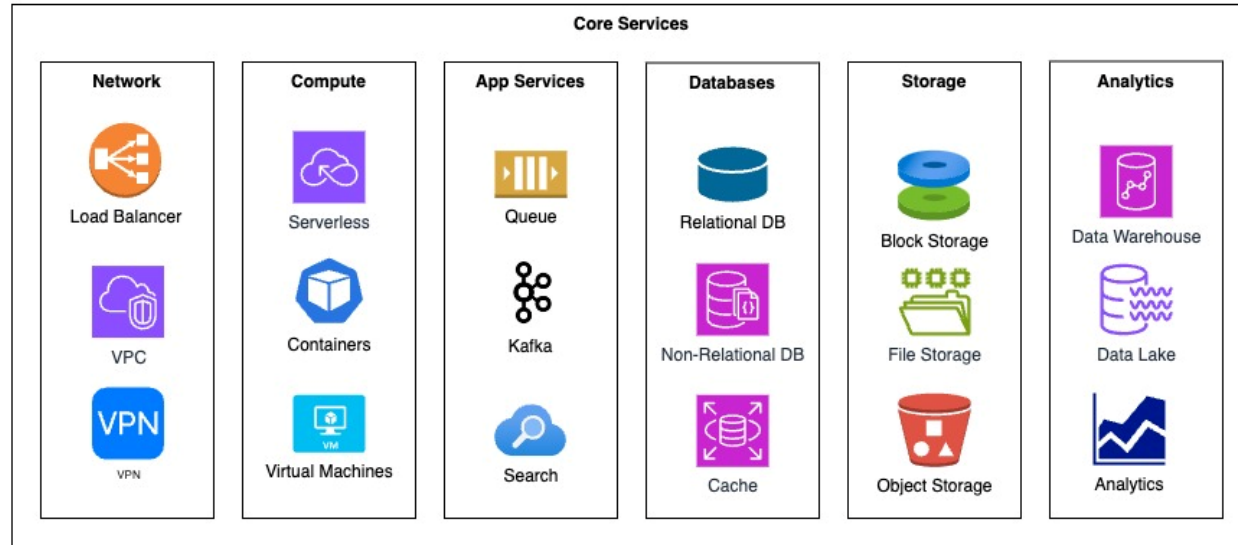 Core Services
Network
Load Balancer
VPC
VPN
VPN
Compute
Serverless
Containers
VM
Virtual Machines
App Services
Queue
Kafka
Search
Databases
Relational DB
{}
Non-Relational DB
Cache
Storage
Block Storage
File Storage
Object Storage
Analytics
Data Warehouse
Data Lake
Analytics